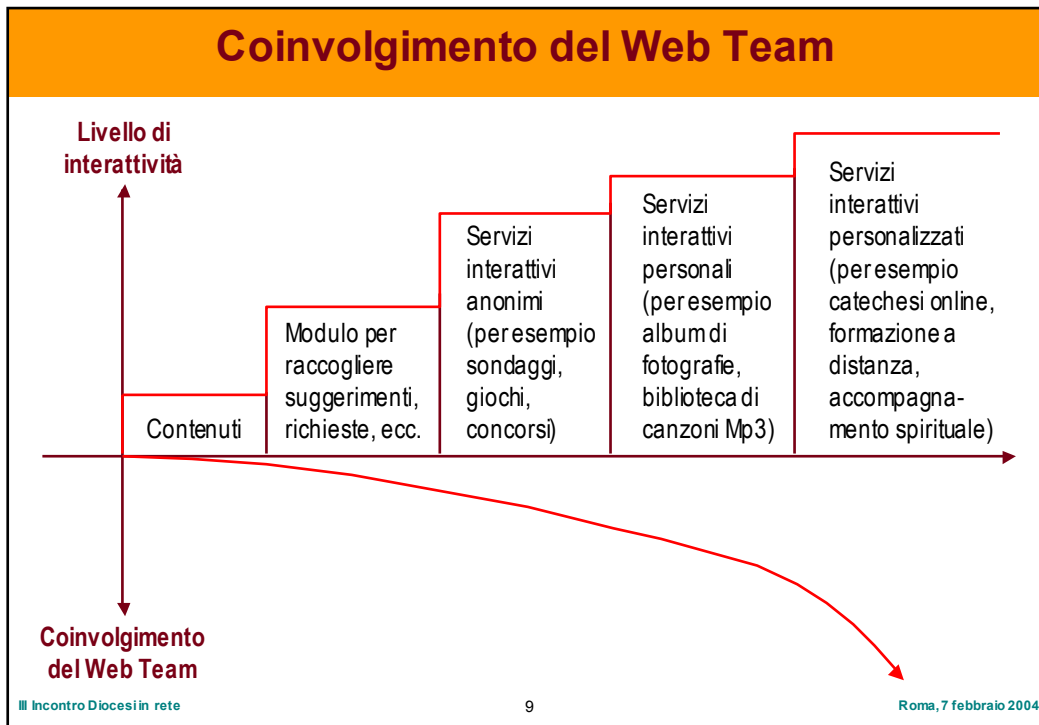 Coinvolgimento del Web Team
Livello di
interattività
Contenuti
Modulo per
raccogliere
suggerimenti,
richieste, ecc.
Servizi
interattivi
anonimi
(per esempio
sondaggi,
giochi,
concorsi)
Servizi
interattivi
personali
(per esempio
album di
fotografie,
biblioteca di
canzoni Mp3)
Servizi
interattivi
personalizzati
(per esempio
catechesi online,
formazione a
distanza,
accompagna-
mento spirituale)
Coinvolgimento
del Web Team
III Incontro Diocesi in rete
9
Roma, 7 febbraio 2004